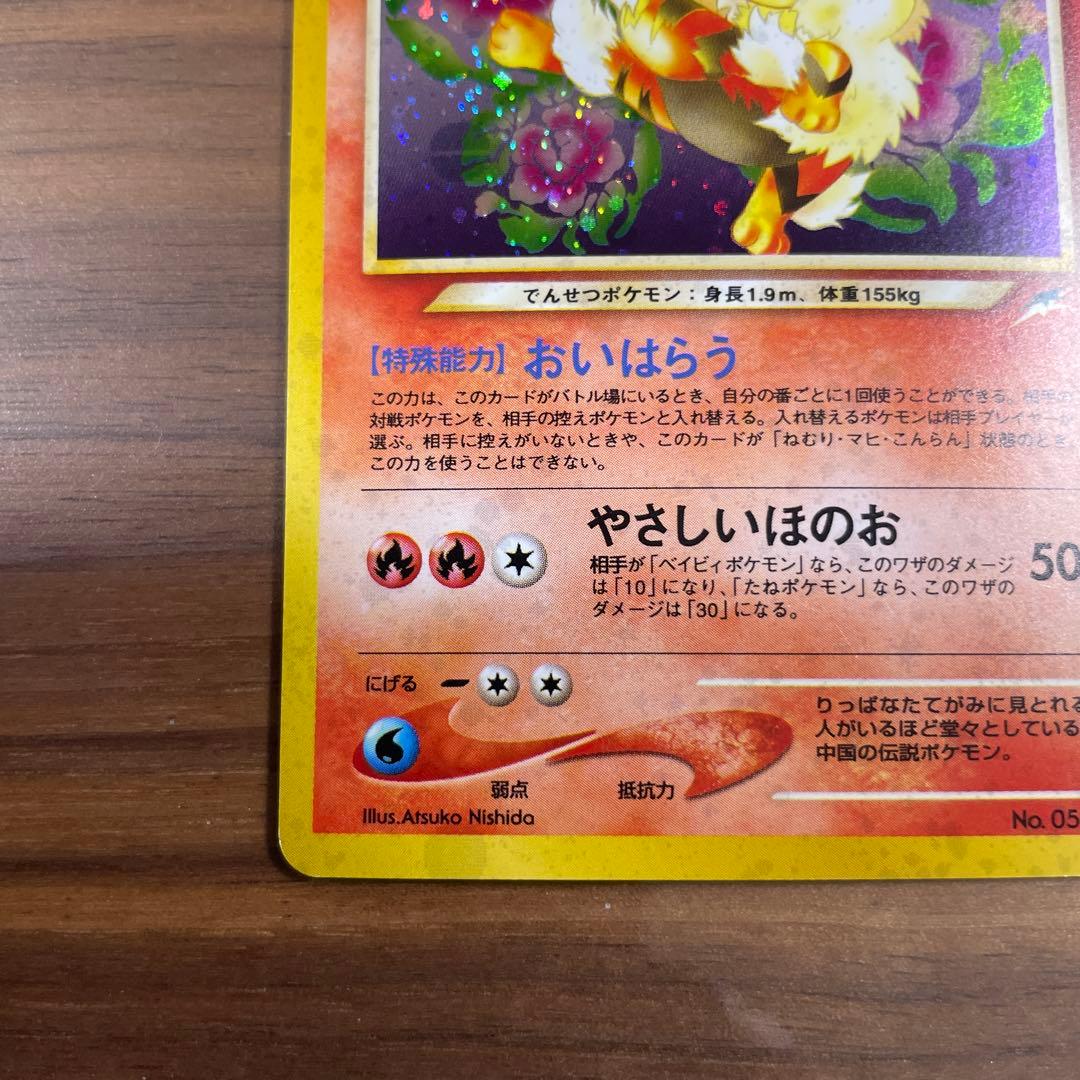 でんせつポケモン：身長1.9m、体重155kg
【特殊能力】おいはらう
この力は、このカードがバトル場にいるとき、自分の番ごとに1回使うことができる。相手の
対戦ポケモンを、相手の控えポケモンと入れ替える。入れ替えるポケモンは相手プレイヤーが
選ぶ。相手に控えがいないときや、このカードが「ねむり・マヒ・こんらん」状態のとき、
この力を使うことはできない。
やさしいほのお
相手が「ベイビィポケモン」なら、このワザのダメージ
は「10」になり、「たねポケモン」なら、このワザの
ダメージは「30」になる。
50
にげる
りっぱなたてがみに見とれる
人がいるほど堂々としている
中国の伝説ポケモン。
弱点
抵抗力
Illus.Atsuko Nishida
No. 05